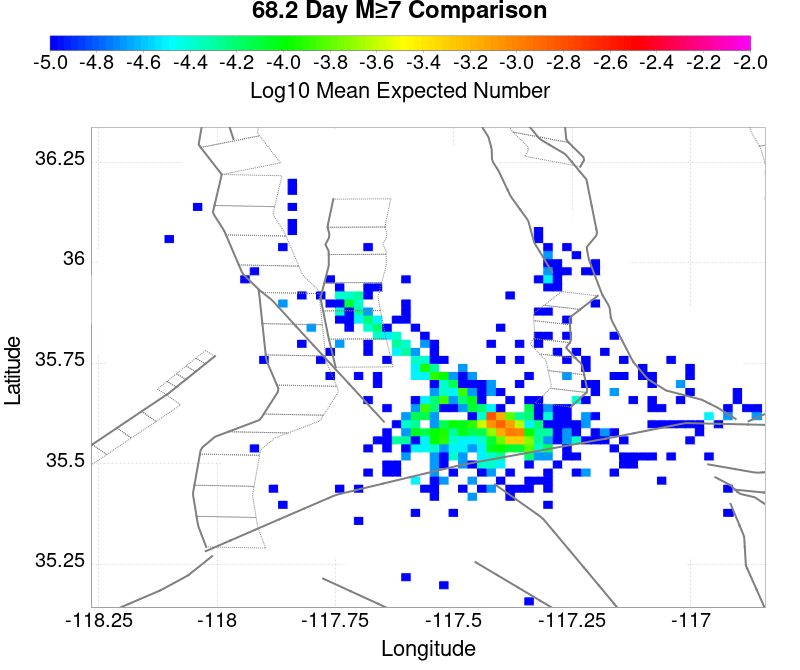 68.2 Day M≥7 Comparison
-5.0 -4.8 -4.6 -4.4 -4.2 -4.0 -3.8 -3.6 -3.4 -3.2 -3.0 -2.8 -2.6 -2.4 -2.2 -2.0
Log10 Mean Expected Number
36.25
36
35.75
35.5
35.25
Latitude
-118.25 -118 -117.75 -117.5 -117.25 -117
Longitude